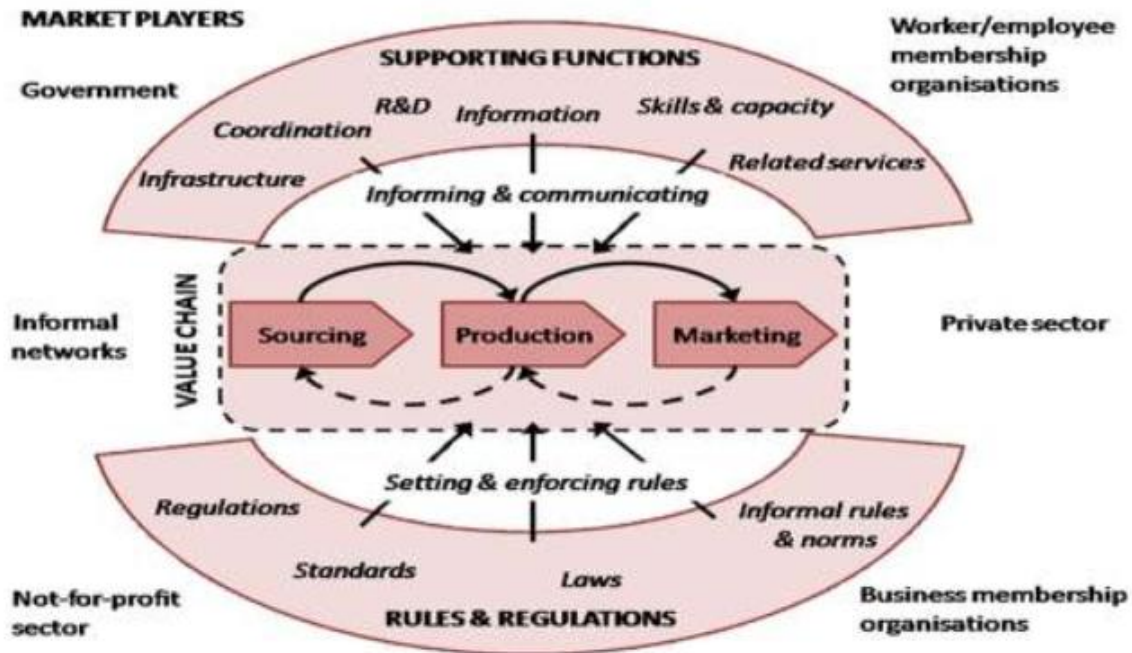 MARKET PLAYERS
Government
Worker/employee
membership
organisations
SUPPORTING FUNCTIONS
R&D
Information
Skills & capacity
Coordination
Infrastructure
Related services
Informing & communicating
Informal
networks
VALUE CHAIN
Sourcing
Production
Marketing
Private sector
Setting & enforcing rules
Regulations
Informal rules
& norms
Standards
Laws
RULES & REGULATIONS
Not-for-profit
sector
Business membership
organisations